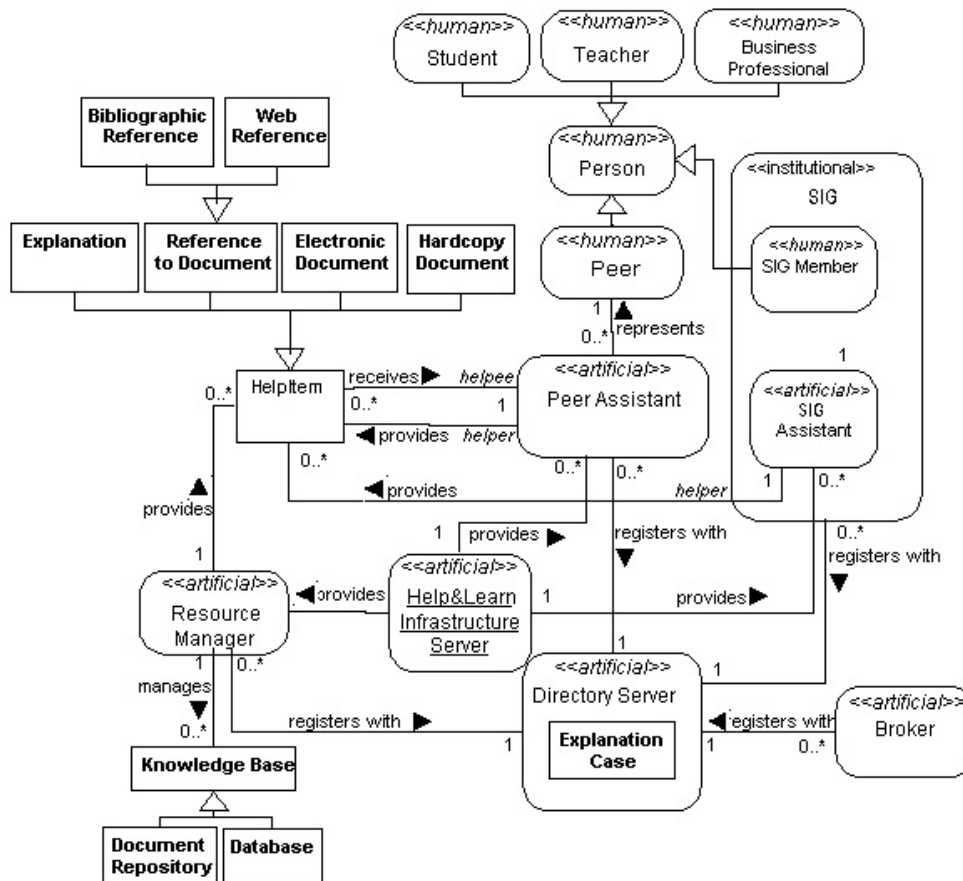 <<human>>
Student
<<human>>
Teacher
<<human>>
Business
Professional
Bibliographic
Reference
Web
Reference
<<human>>
Person
<<institutional>>
SIG
<<human>>
SIG Member
Explanation
Reference
to Document
Electronic
Document
Hardcopy
Document
<<human>>
Peer
1
0..*
represents
1
0..*
HelpItem
receives
helpee
0..*
1
<<artificial>>
Peer Assistant
<<artificial>>
SIG
Assistant
provides
helper
0..*
0..*
0..*
provides
helper
1
0..*
provides
1
1
provides
registers with
0..*
registers with
<<artificial>>
Resource
Manager
provides
<<artificial>>
Help&Learn
Infrastructure
Server
1
provides
1
0..*
manages
0..*
1
1
<<artificial>>
Directory Server
Explanation
Case
registers with
1
egisters with
1
0..*
<<artificial>>
Broker
Knowledge Base
Document
Repository
Database